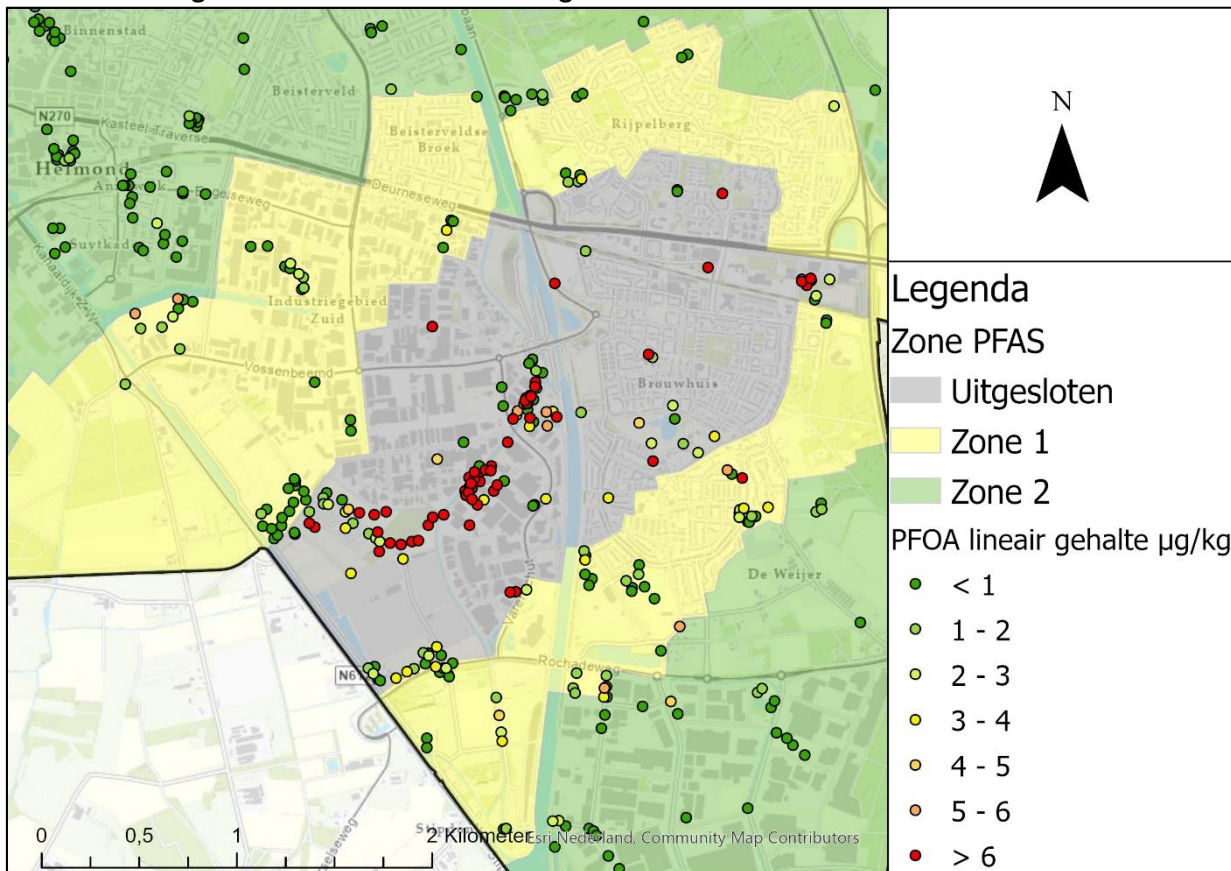 Binnenstad
Beisterveld
N270
Kasteel Traverse
Beisterveldse
Broek
Rijpelberg
Helmond
Deurneseweg
Suytkade
Kanaaldijk-Z.W.
Industriegebied
Zuid
Vossenbeemd
Brouwhuis
De Weijer
Rochadeweg
0
0,5
1
2 Kilometer
Esri Nederland, Community Map Contributors
N
Legenda
Zone PFAS
Uitgesloten
Zone 1
Zone 2
PFOA lineair gehalte µg/kg
< 1
1 - 2
2 - 3
3 - 4
4 - 5
5 - 6
> 6